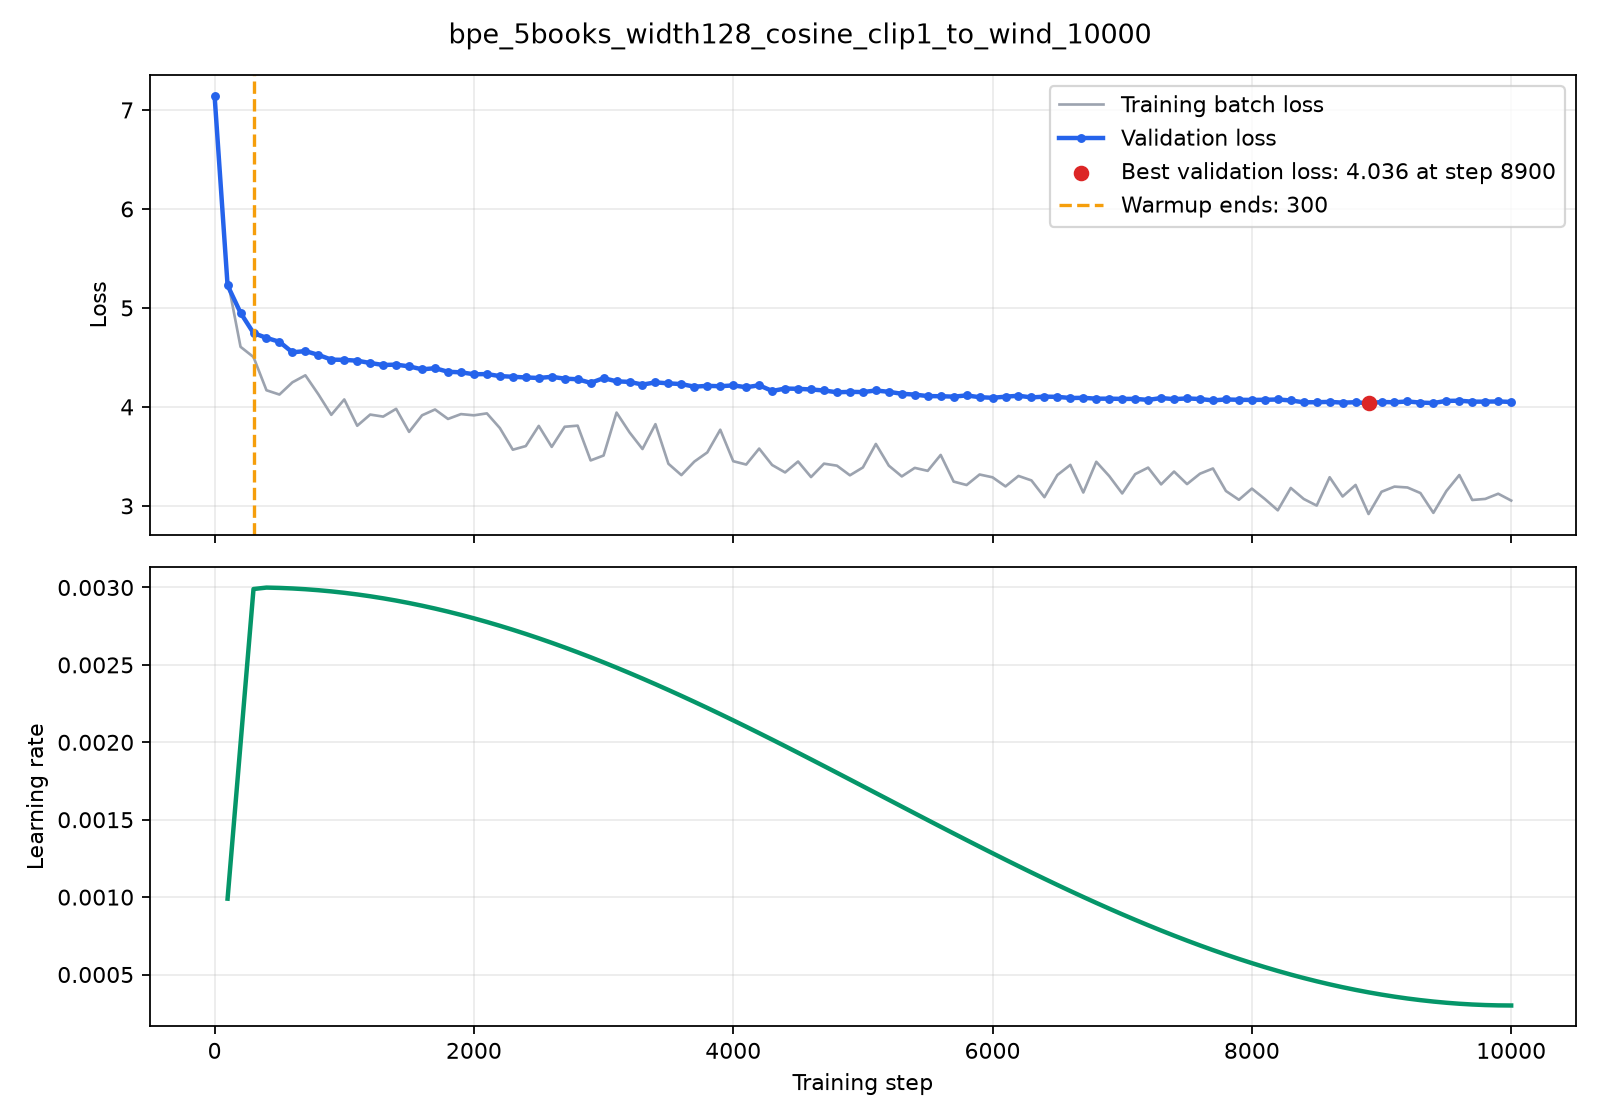 bpe_5books_width128_cosine_clip1_to_wind_10000
Training batch loss
Validation loss
Best validation loss: 4.036 at step 8900
Warmup ends: 300
Loss
7
6
5
4
3
Learning rate
0.0030
0.0025
0.0020
0.0015
0.0010
0.0005
0 2000 4000 6000 8000 10000
Training step